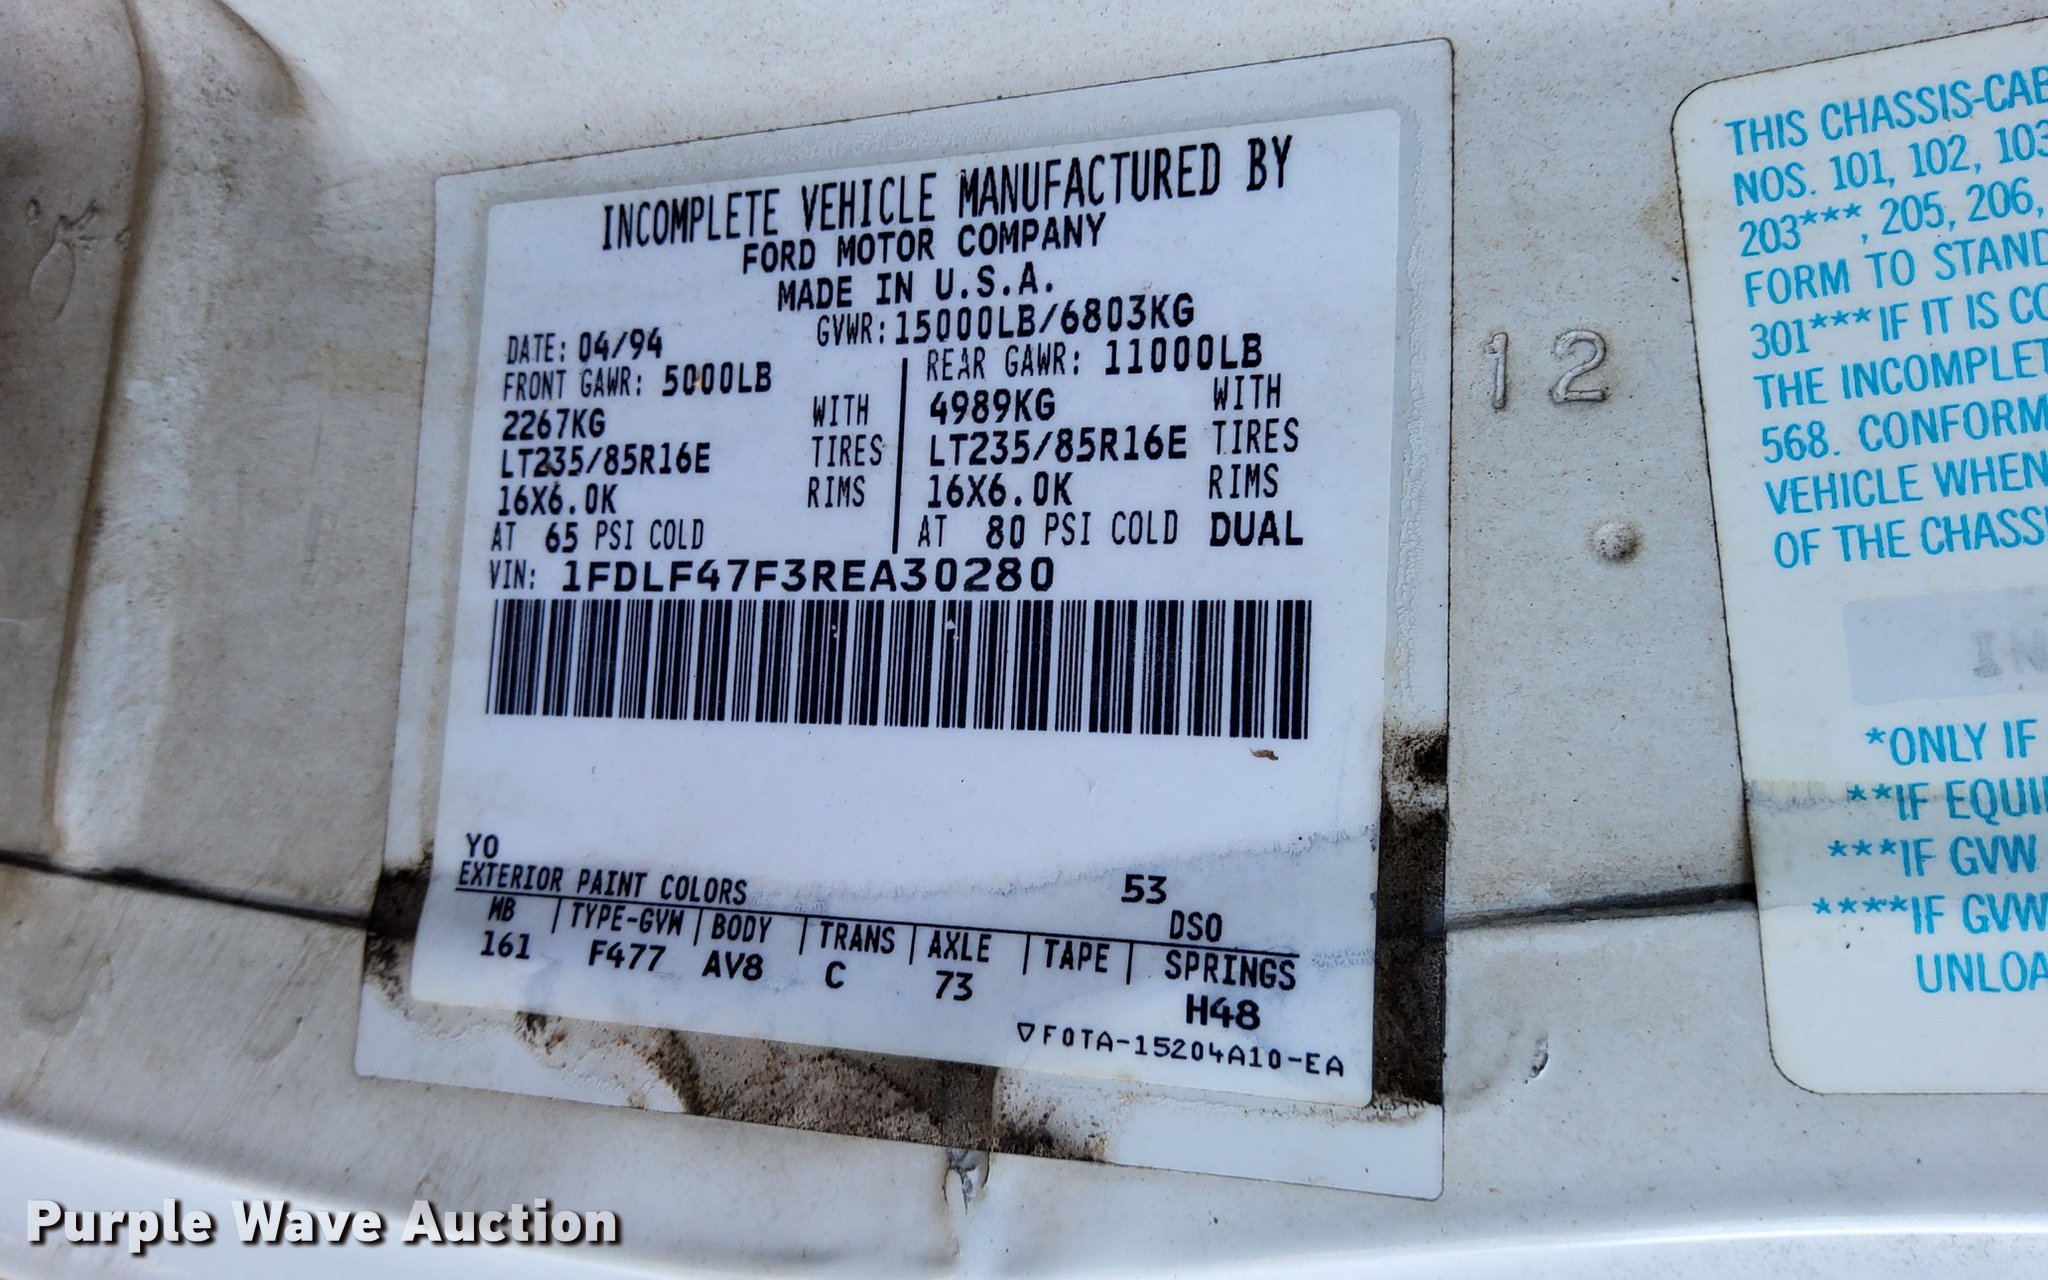 INCOMPLETE VEHICLE MANUFACTURED BY
FORD MOTOR COMPANY
MADE IN U.S.A.
DATE: 04/94 GVWR: 15000LB/6803KG
FRONT GAWR: 5000LB REAR GAWR: 11000LB
2267KG WITH 4989KG WITH
LT235/85R16E TIRES LT235/85R16E TIRES
16X6.0K RIMS 16X6.0K RIMS
AT 65 PSI COLD AT 80 PSI COLD DUAL
VIN: 1FDLF47F3REA30280
YO
EXTERIOR PAINT COLORS 53 DSO
WB TYPE-GVW BODY TRANS AXLE TAPE SPRINGS
161 F477 AV8 C 73 H48
▽F0TA-15204A10-EA
12
THIS CHASSIS-CAB
NOS. 101, 102, 103
203***, 205, 206,
FORM TO STAND
301***IF IT IS CO
THE INCOMPLET
568. CONFORM
VEHICLE WHEN
OF THE CHASS
*ONLY IF
**IF EQUI
***IF GVW
****IF GVW
UNLOA
Purple Wave Auction